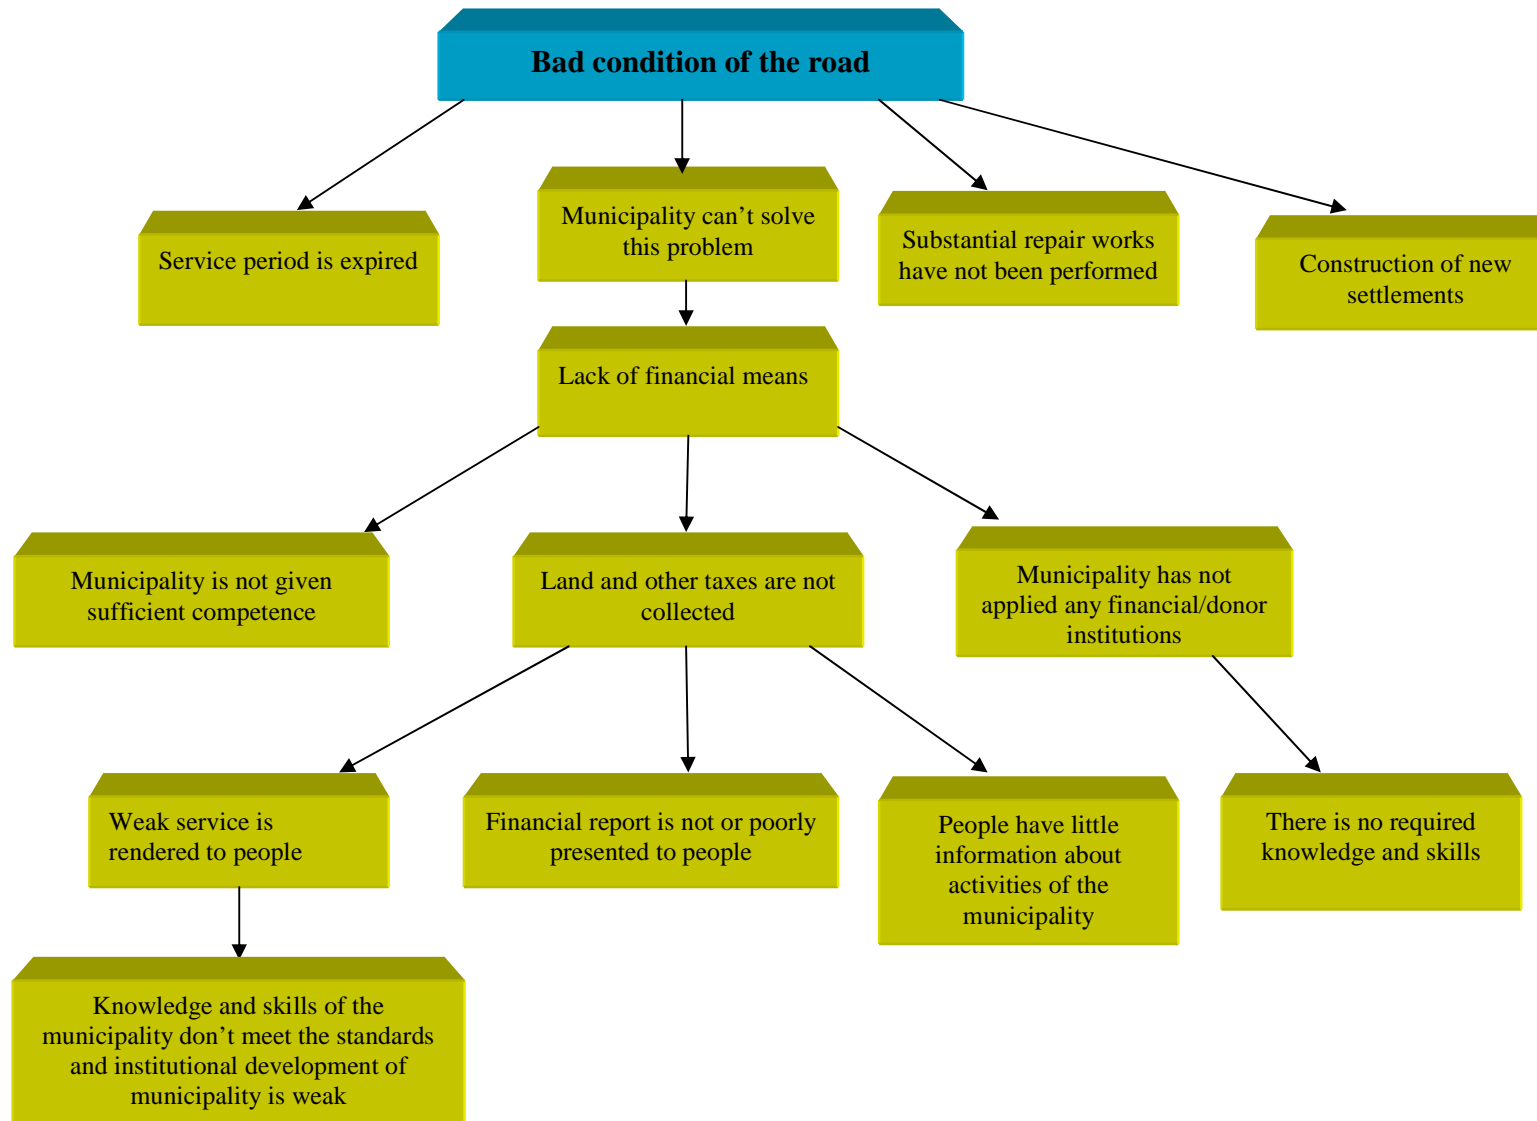 Bad condition of the road
Municipality can’t solve
this problem
Service period is expired
Substantial repair works
have not been performed
Construction of new
settlements
Lack of financial means
Municipality is not given
sufficient competence
Land and other taxes are not
collected
Municipality has not
applied any financial/donor
institutions
Weak service is
rendered to people
Financial report is not or poorly
presented to people
People have little
information about
activities of the
municipality
There is no required
knowledge and skills
Knowledge and skills of the
municipality don’t meet the standards
and institutional development of
municipality is weak